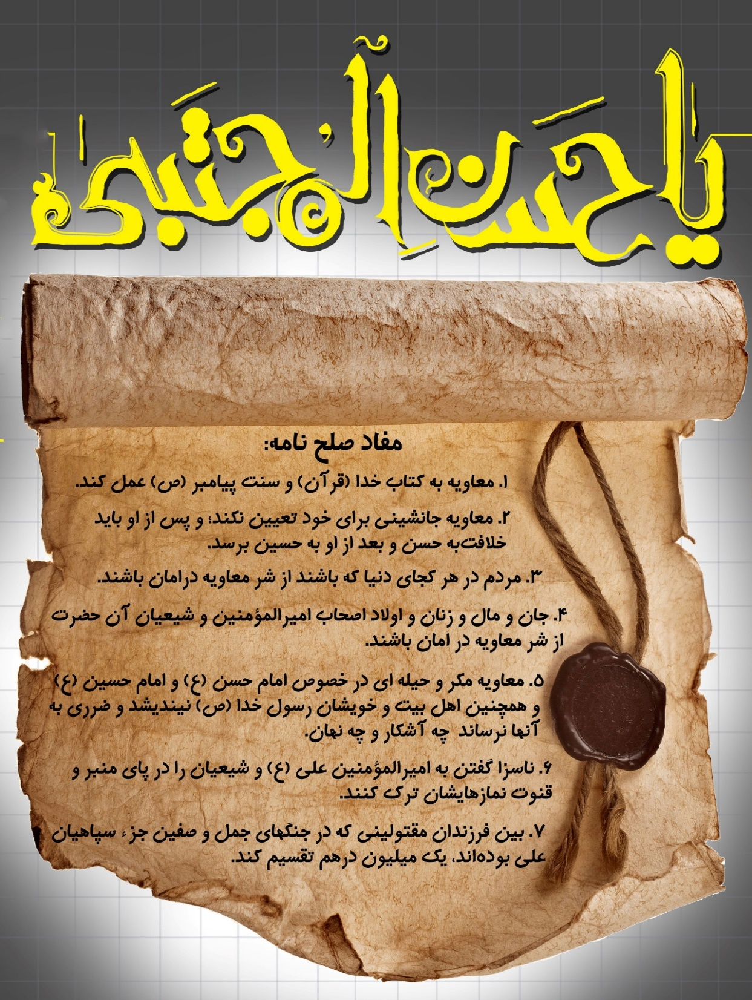 یا حَسَنِ الْمُجتَبی
مفاد صلح نامه:
۱. معاویه به کتاب خدا (قرآن) و سنت پیامبر (ص) عمل کند.
۲. معاویه جانشینی برای خود تعیین نکند؛ و پس از او باید
خلافت‌به حسن و بعد از او به حسین برسد.
۳. مردم در هر کجای دنیا که باشند از شر معاویه درامان باشند.
۴. جان و مال و زنان و اولاد اصحاب امیرالمؤمنین و شیعیان آن حضرت
از شر معاویه در امان باشند.
۵. معاویه مکر و حیله ای در خصوص امام حسن (ع) و امام حسین (ع)
و همچنین اهل بیت و خویشان رسول خدا (ص) نیندیشد و ضرری به
آنها نرساند چه آشکار و چه نهان.
۶. ناسزا گفتن به امیرالمؤمنین علی (ع) و شیعیان را در پای منبر و
قنوت نمازهایشان ترک کنند.
۷. بین فرزندان مقتولینی که در جنگهای جمل و صفین جزء سپاهیان
علی بوده‌اند، یک میلیون درهم تقسیم کند.